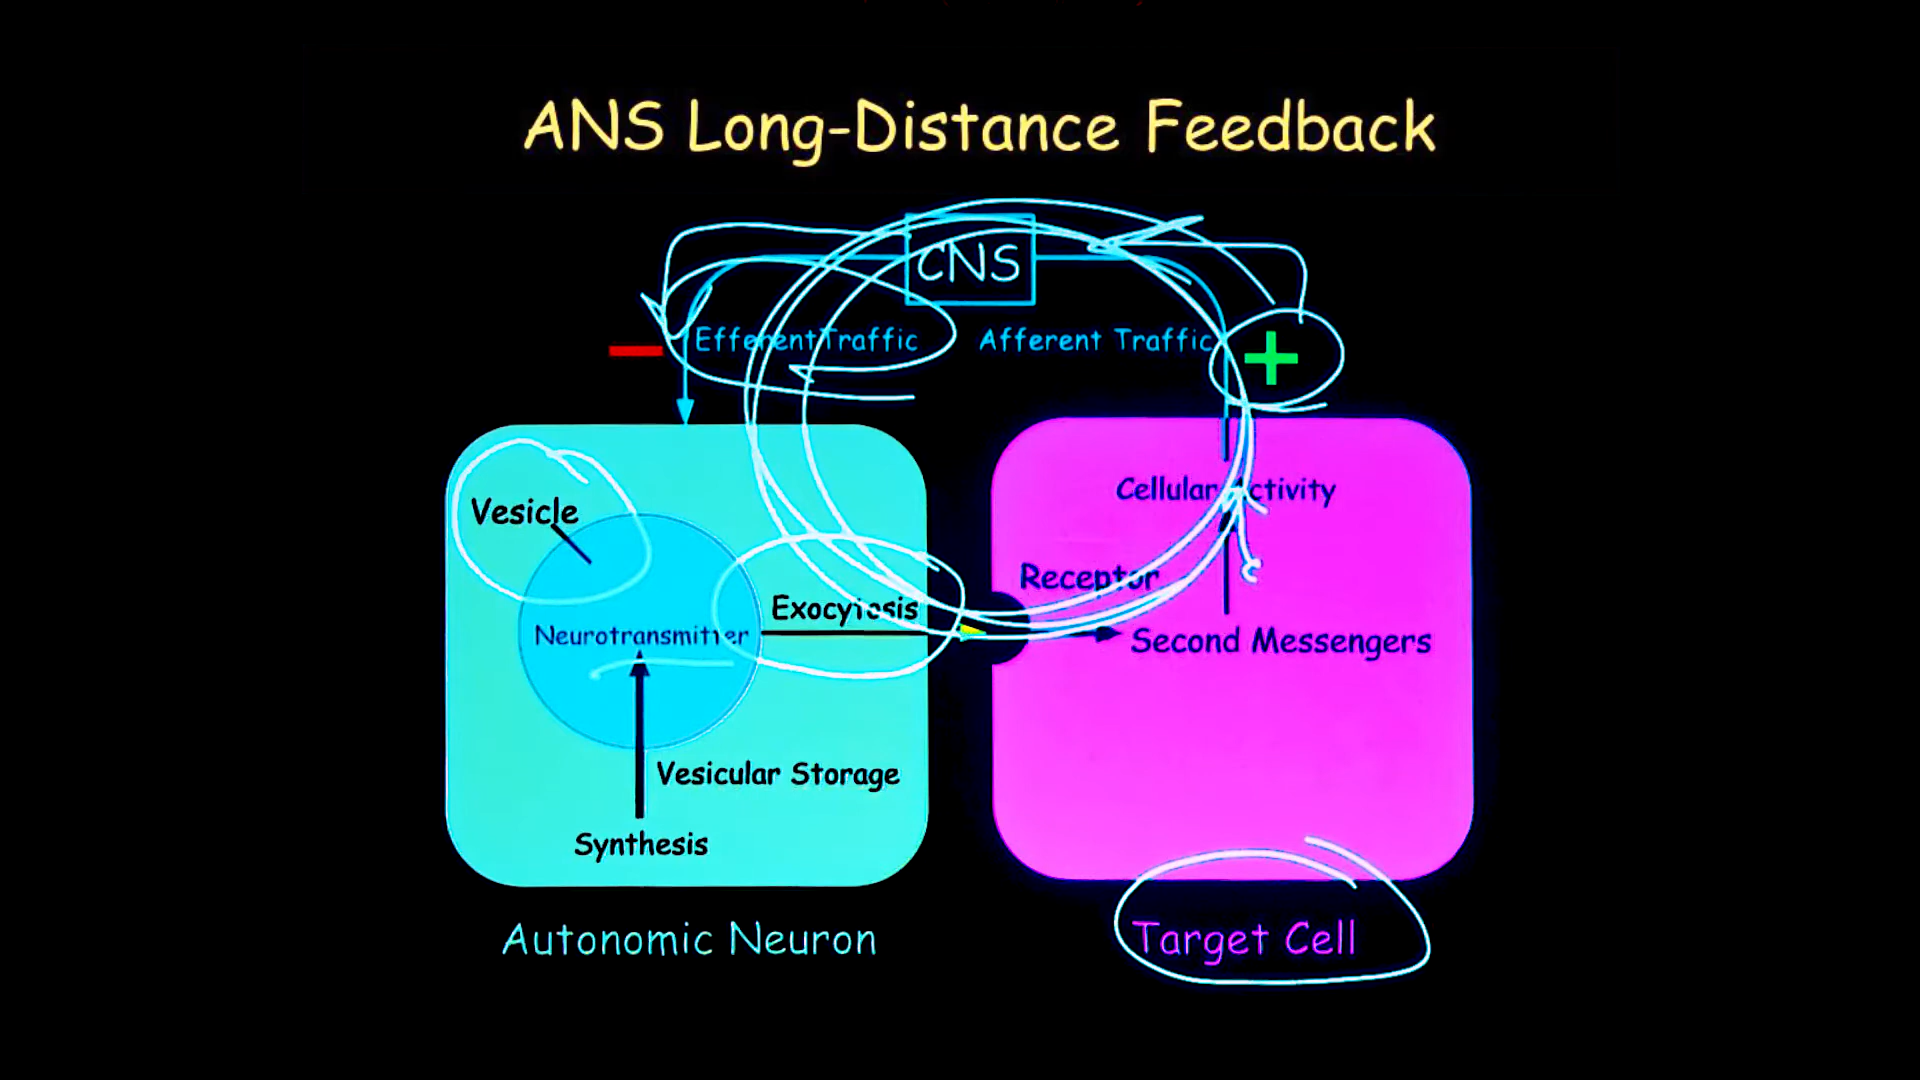 ANS Long-Distance Feedback
CNS
Efferent Traffic
Afferent Traffic
−
+
Vesicle
Cellular Activity
Receptor
Exocytosis
Neurotransmitter
Second Messengers
Vesicular Storage
Synthesis
Autonomic Neuron
Target Cell